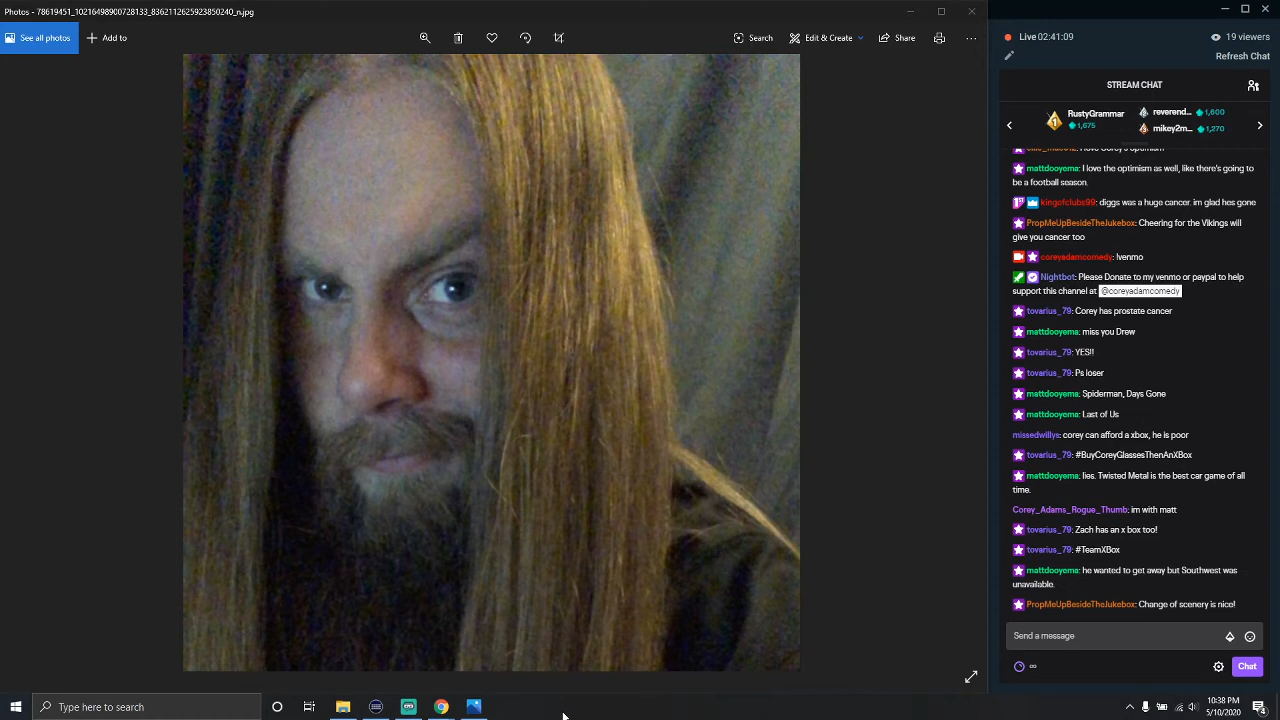 Photos - 78619451_10216498900728133_8362112625923850240_n.jpg
See all photos
Add to
Search
Edit & Create
Share
Live 02:41:09
19 viewers
Refresh Chat
STREAM CHAT
1
RustyGrammar
1,675
reverend...
1,600
mikey2m...
1,270
mattdooyema: I love the optimism as well, like there's going to
be a football season.
kingofclubs99: diggs was a huge cancer. im glad hes gone
PropMeUpBesideTheJukebox: Cheering for the Vikings will
give you cancer too
coreyadamcomedy: !venmo
Nightbot: Please Donate to my venmo or paypal to help
support this channel at @coreyadamcomedy
tovarius_79: Corey has prostate cancer
mattdooyema: miss you Drew
tovarius_79: YES!!
tovarius_79: Ps loser
mattdooyema: Spiderman, Days Gone
mattdooyema: Last of Us
missedwillys: corey can afford a xbox, he is poor
tovarius_79: #BuyCoreyGlassesThenAnXBox
mattdooyema: lies. Twisted Metal is the best car game of all
time.
Corey_Adams_Rogue_Thumb: im with matt
tovarius_79: Zach has an x box too!
tovarius_79: #TeamXBox
mattdooyema: he wanted to get away but Southwest was
unavailable.
PropMeUpBesideTheJukebox: Change of scenery is nice!
Send a message
∞
Chat
Type here to search
10:38 PM
5/10/2020